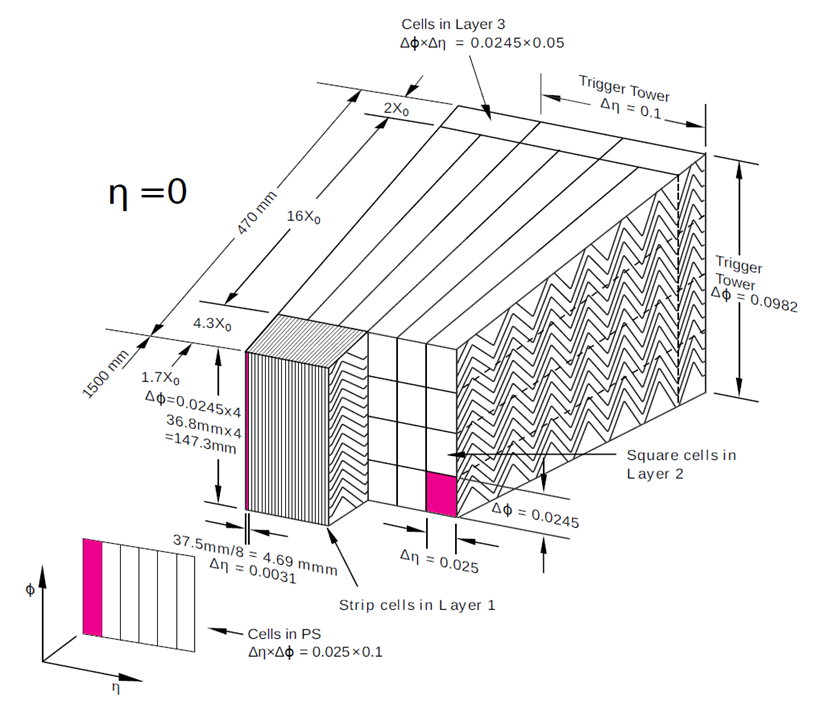 Cells in Layer 3
Δϕ×Δη = 0.0245×0.05
Trigger Tower
Δη = 0.1
2X₀
η =0
470 mm
16X₀
Trigger
Tower
Δϕ = 0.0982
4.3X₀
1500 mm
1.7X₀
Δϕ=0.0245x4
36.8mmx4
=147.3mm
Square cells in
Layer 2
Δϕ = 0.0245
37.5mm/8 = 4.69 mmm
Δη = 0.0031
Δη = 0.025
Strip cells in Layer 1
ϕ
Cells in PS
Δη×Δϕ = 0.025×0.1
η